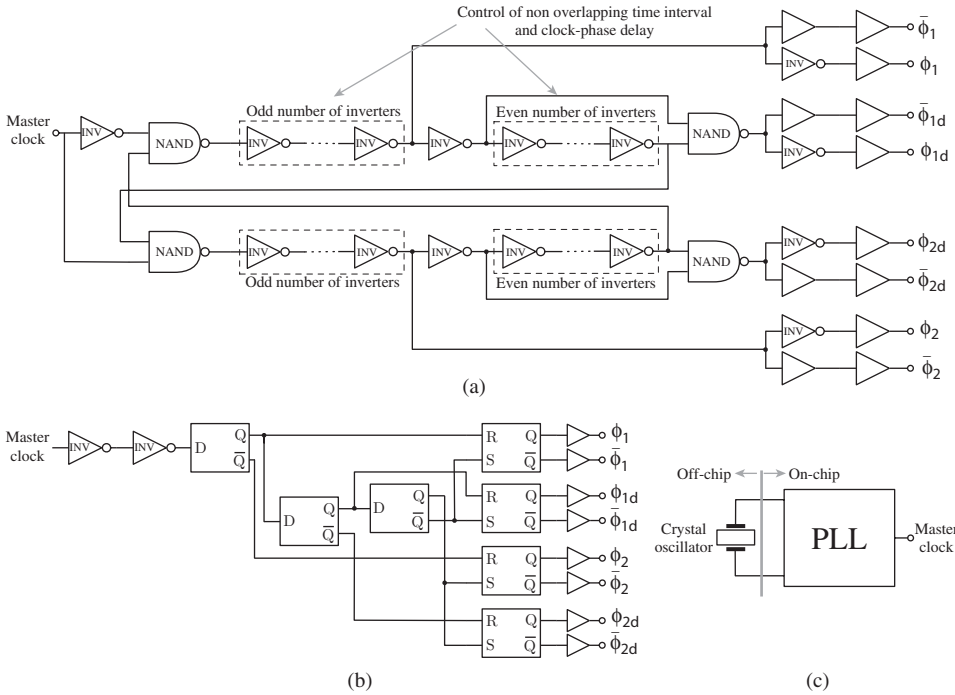 Control of non overlapping time interval
and clock-phase delay
ϕ̄1
INV
ϕ1
Odd number of inverters
Even number of inverters
Master
clock
INV
NAND
INV
INV
INV
INV
INV
NAND
ϕ̄1d
INV
ϕ1d
NAND
INV
INV
INV
INV
INV
NAND
INV
ϕ2d
ϕ̄2d
Odd number of inverters
Even number of inverters
INV
ϕ2
ϕ̄2
(a)
Master
clock
INV
INV
D
Q
Q̄
R
Q
S
Q̄
ϕ1
ϕ̄1
D
Q
Q̄
D
Q
Q̄
R
Q
S
Q̄
ϕ1d
ϕ̄1d
R
Q
S
Q̄
ϕ2
ϕ̄2
R
Q
S
Q̄
ϕ2d
ϕ̄2d
(b)
Off-chip
On-chip
Crystal
oscillator
PLL
Master
clock
(c)